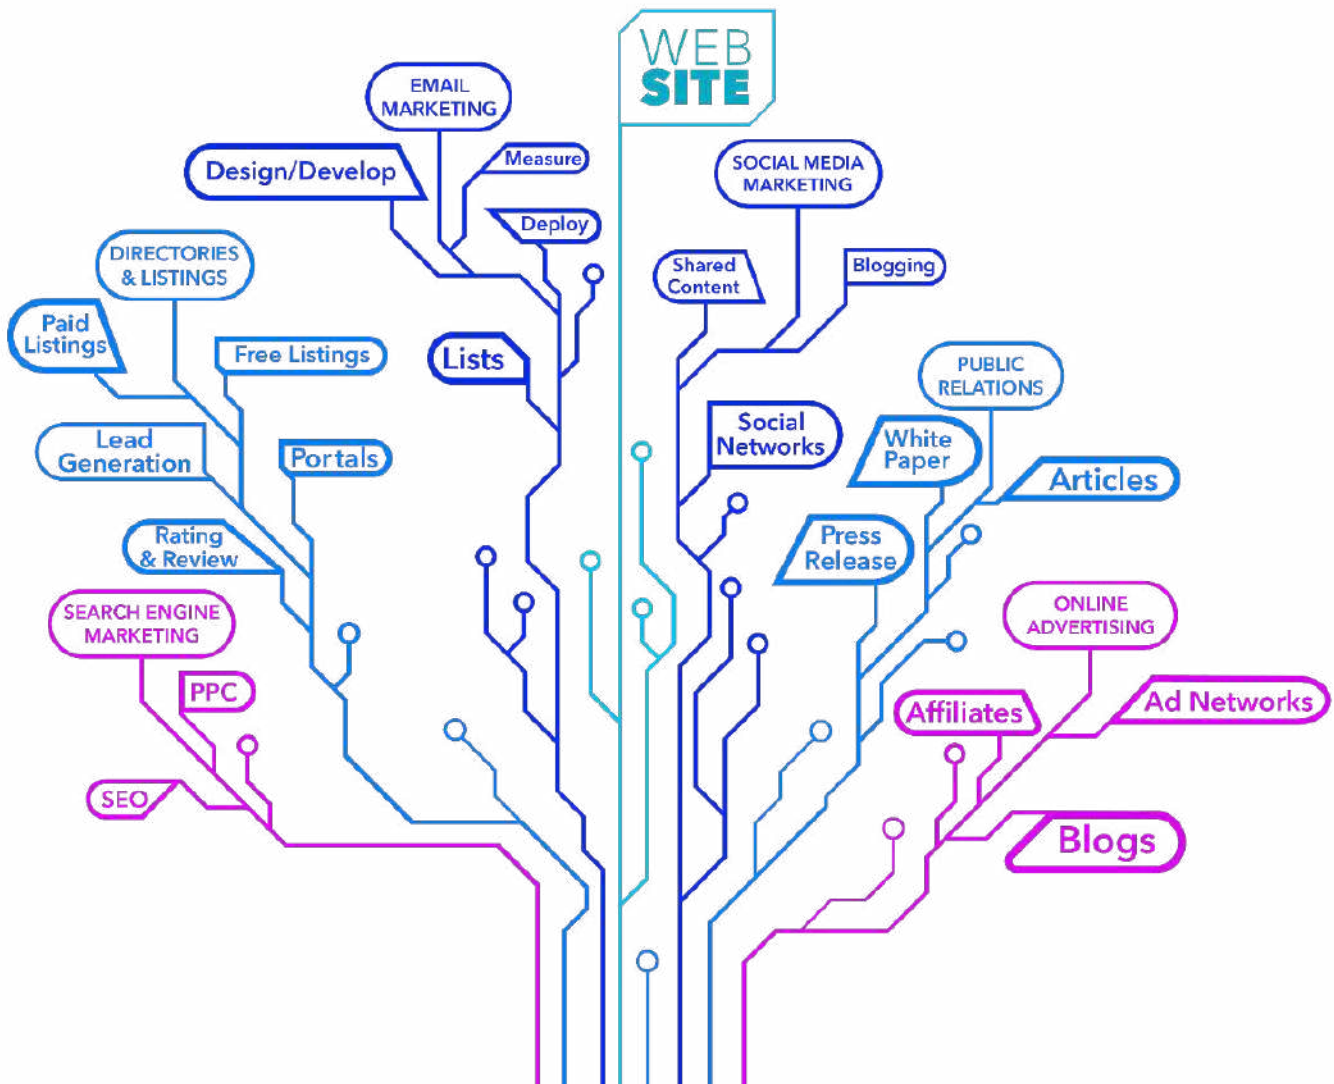 WEB
SITE
EMAIL
MARKETING
Design/Develop
Measure
Deploy
Lists
SOCIAL MEDIA
MARKETING
Shared
Content
Blogging
Social
Networks
DIRECTORIES
& LISTINGS
Paid
Listings
Free Listings
Lead
Generation
Portals
Rating
& Review
PUBLIC
RELATIONS
White
Paper
Articles
Press
Release
SEARCH ENGINE
MARKETING
PPC
SEO
ONLINE
ADVERTISING
Affiliates
Ad Networks
Blogs